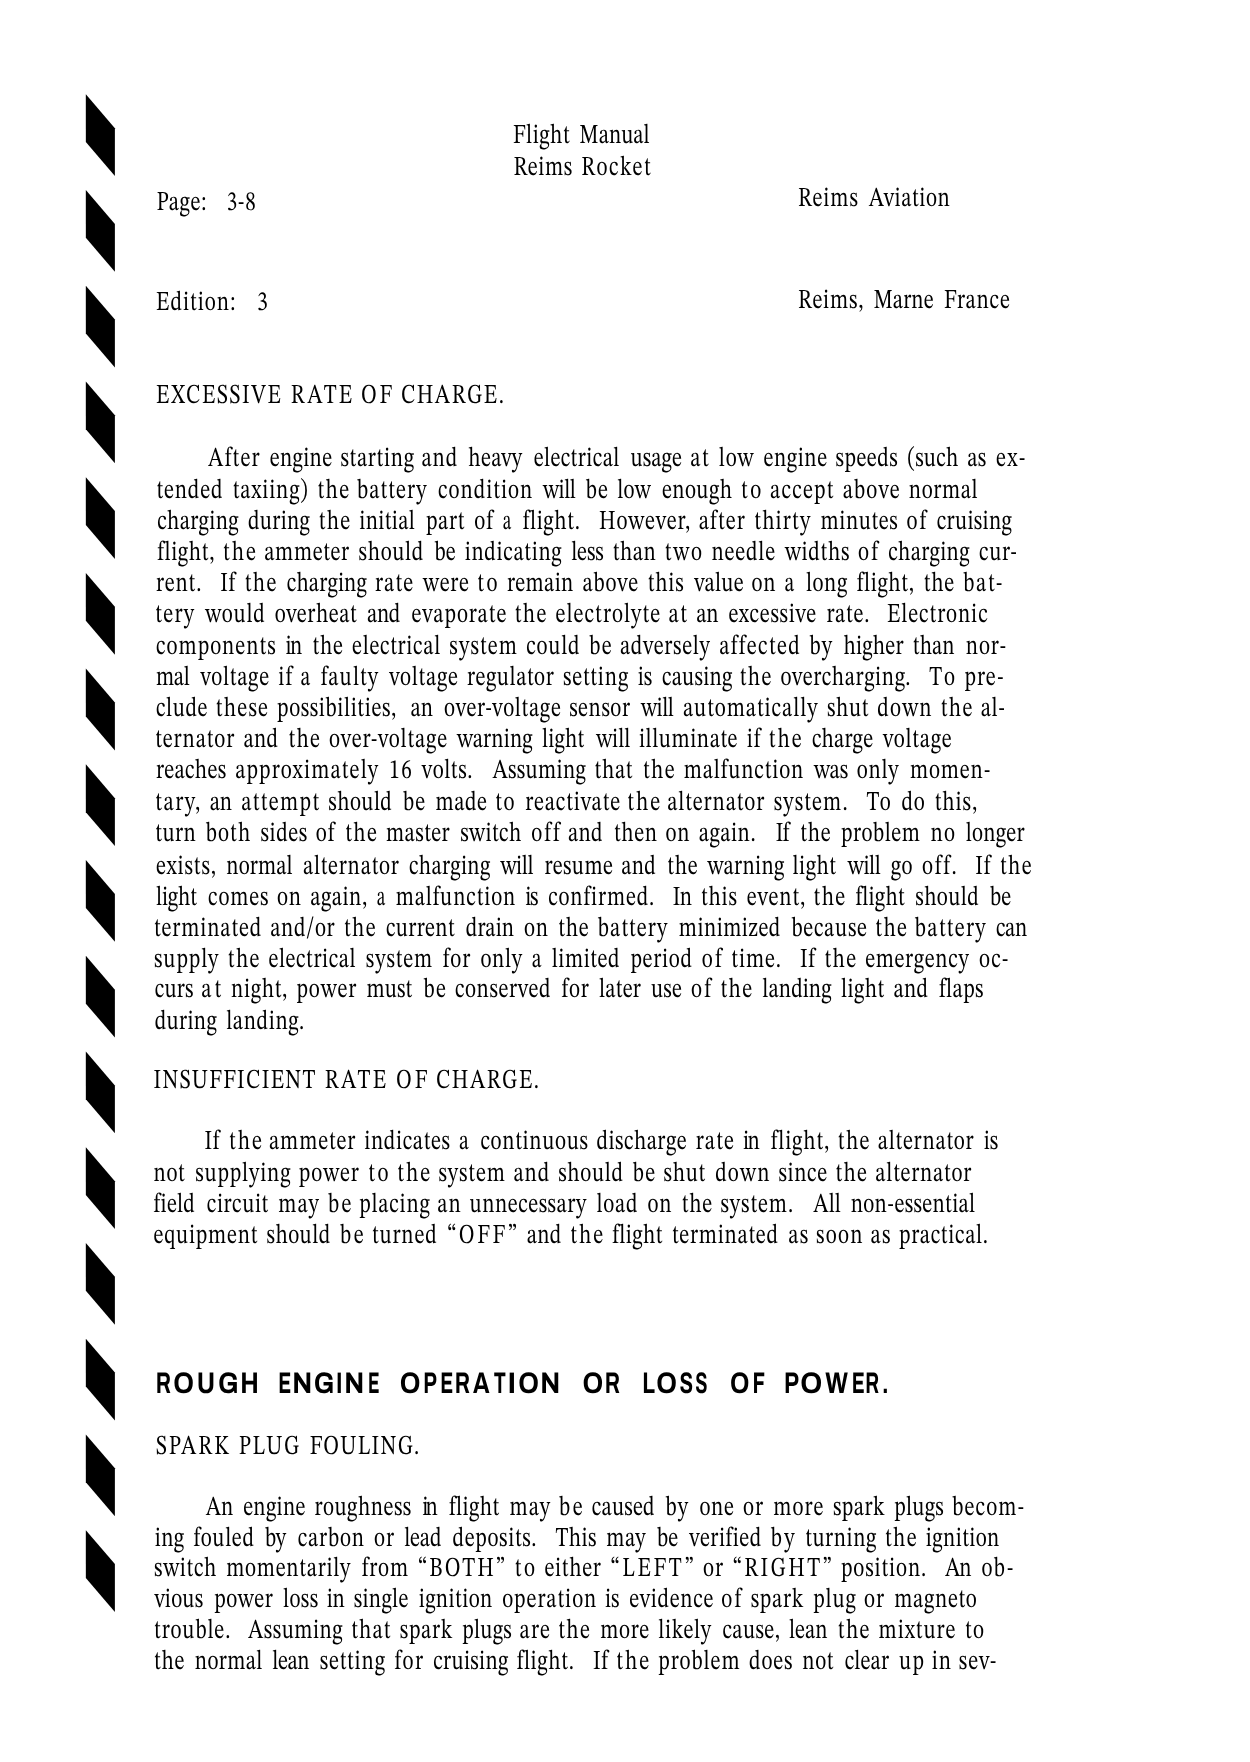 Flight Manual
Reims Rocket
Page: 3-8
Reims Aviation
Edition: 3
Reims, Marne France
EXCESSIVE RATE OF CHARGE.
After engine starting and heavy electrical usage at low engine speeds (such as ex-
tended taxiing) the battery condition will be low enough to accept above normal
charging during the initial part of a flight. However, after thirty minutes of cruising
flight, the ammeter should be indicating less than two needle widths of charging cur-
rent. If the charging rate were to remain above this value on a long flight, the bat-
tery would overheat and evaporate the electrolyte at an excessive rate. Electronic
components in the electrical system could be adversely affected by higher than nor-
mal voltage if a faulty voltage regulator setting is causing the overcharging. To pre-
clude these possibilities, an over-voltage sensor will automatically shut down the al-
ternator and the over-voltage warning light will illuminate if the charge voltage
reaches approximately 16 volts. Assuming that the malfunction was only momen-
tary, an attempt should be made to reactivate the alternator system. To do this,
turn both sides of the master switch off and then on again. If the problem no longer
exists, normal alternator charging will resume and the warning light will go off. If the
light comes on again, a malfunction is confirmed. In this event, the flight should be
terminated and/or the current drain on the battery minimized because the battery can
supply the electrical system for only a limited period of time. If the emergency oc-
curs at night, power must be conserved for later use of the landing light and flaps
during landing.
INSUFFICIENT RATE OF CHARGE.
If the ammeter indicates a continuous discharge rate in flight, the alternator is
not supplying power to the system and should be shut down since the alternator
field circuit may be placing an unnecessary load on the system. All non-essential
equipment should be turned “OFF” and the flight terminated as soon as practical.
ROUGH ENGINE OPERATION OR LOSS OF POWER.
SPARK PLUG FOULING.
An engine roughness in flight may be caused by one or more spark plugs becom-
ing fouled by carbon or lead deposits. This may be verified by turning the ignition
switch momentarily from “BOTH” to either “LEFT” or “RIGHT” position. An ob-
vious power loss in single ignition operation is evidence of spark plug or magneto
trouble. Assuming that spark plugs are the more likely cause, lean the mixture to
the normal lean setting for cruising flight. If the problem does not clear up in sev-